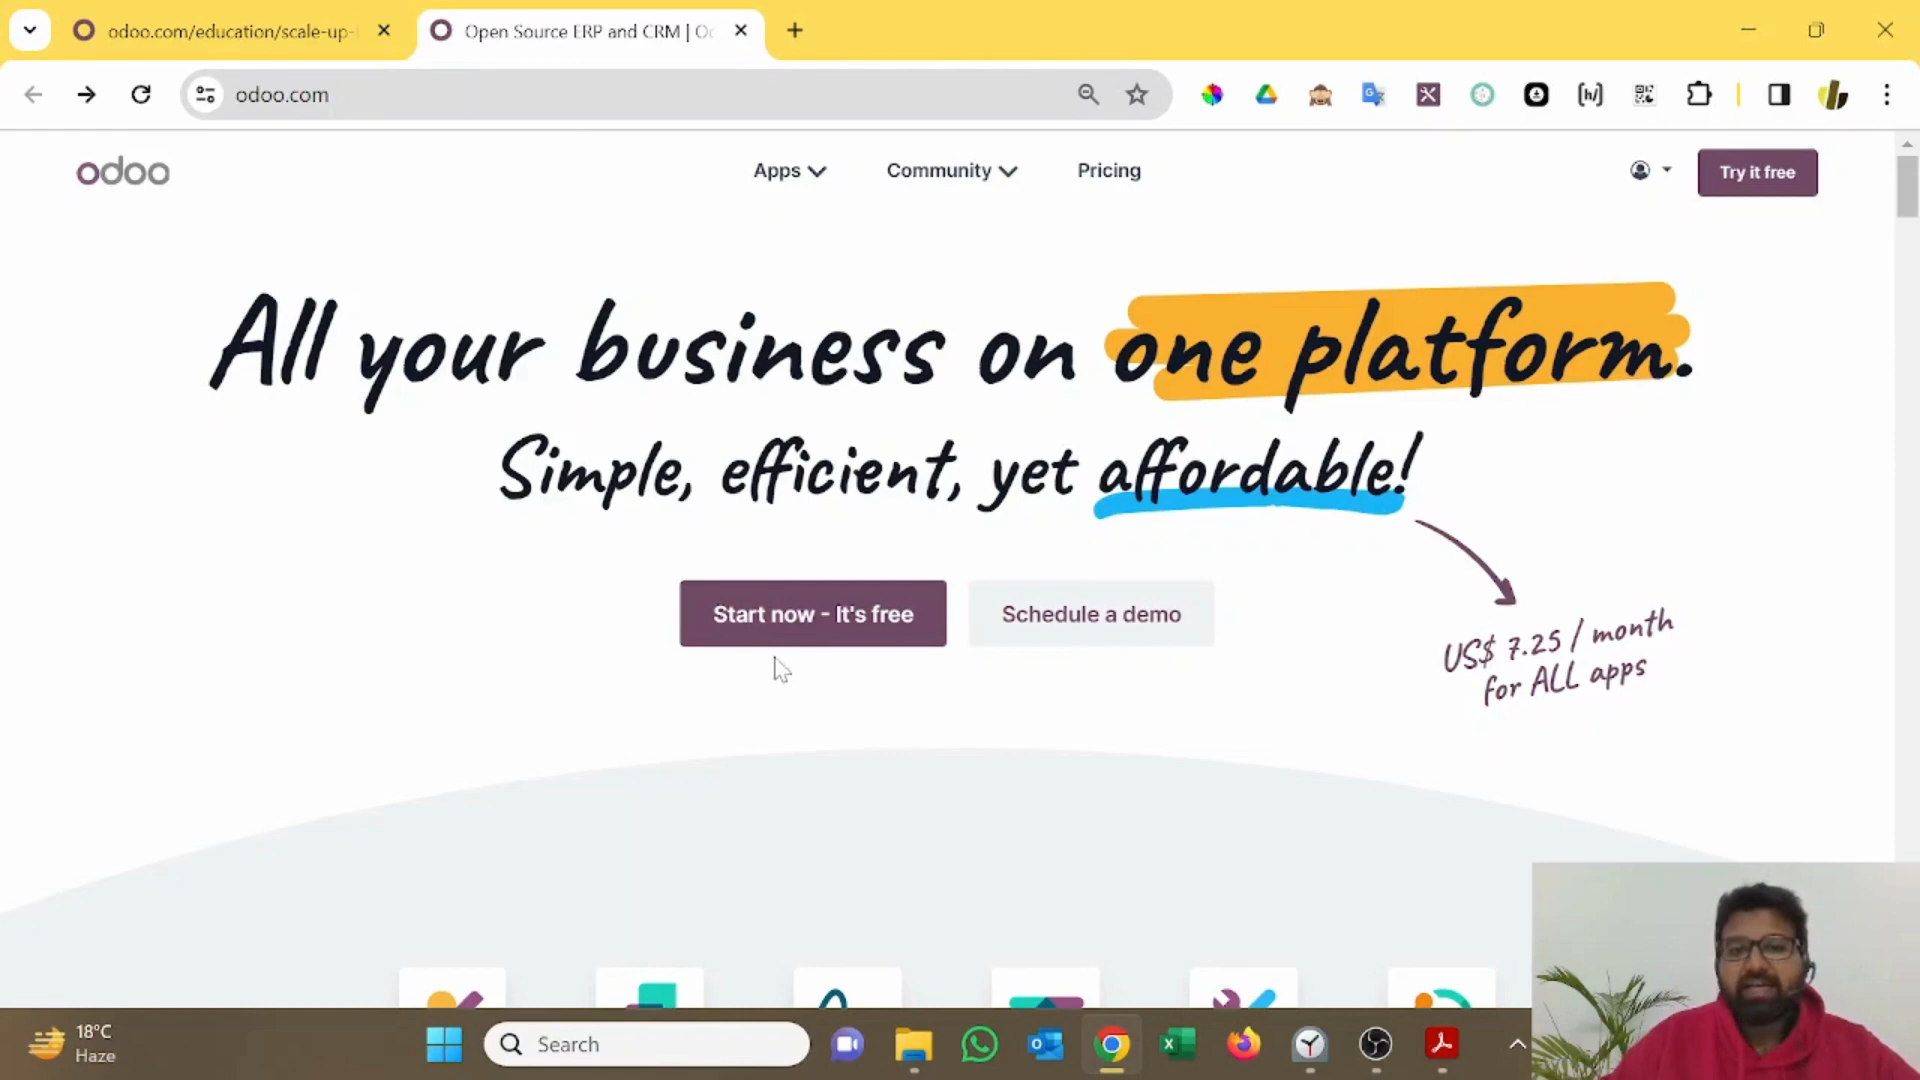 odoo.com/education/scale-up-
Open Source ERP and CRM | Oc
odoo.com
odoo
Apps
Community
Pricing
Try it free
All your business on one platform.
Simple, efficient, yet affordable!
Start now - It's free
Schedule a demo
US$ 7.25 / month
for ALL apps
18°C
Haze
Search